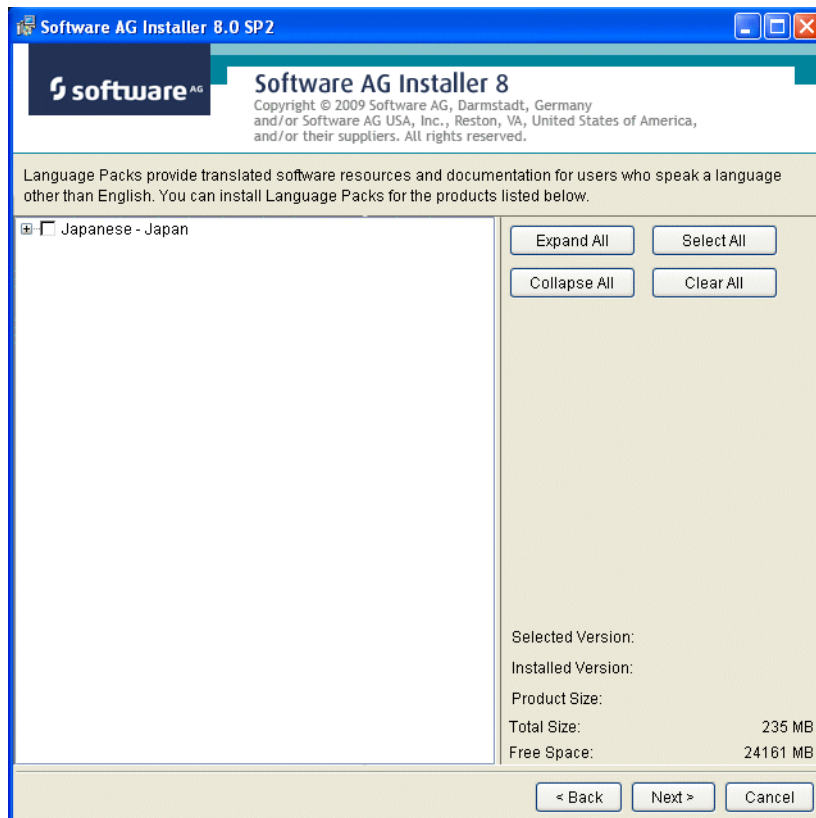 Software AG Installer 8.0 SP2
software AG
Software AG Installer 8
Copyright © 2009 Software AG, Darmstadt, Germany
and/or Software AG USA, Inc., Reston, VA, United States of America,
and/or their suppliers. All rights reserved.
Language Packs provide translated software resources and documentation for users who speak a language
other than English. You can install Language Packs for the products listed below.
Japanese - Japan
Expand All
Select All
Collapse All
Clear All
Selected Version:
Installed Version:
Product Size:
Total Size: 235 MB
Free Space: 24161 MB
< Back
Next >
Cancel